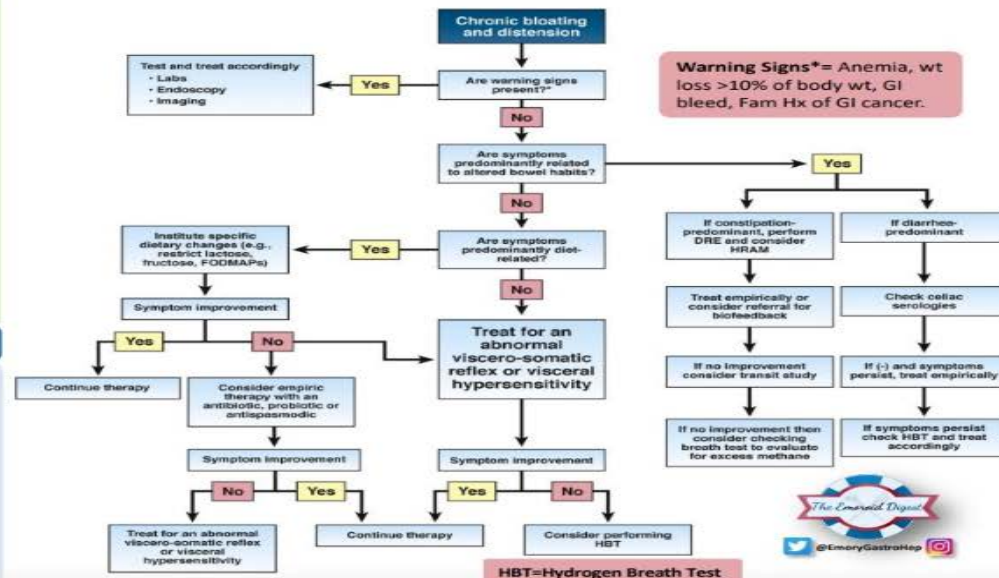 Chronic bloating
and distension
Test and treat accordingly
• Labs
• Endoscopy
• Imaging
Yes
Are warning signs
present?*
Warning Signs*= Anemia, wt
loss >10% of body wt, GI
bleed, Fam Hx of GI cancer.
No
Are symptoms
predominantly related
to altered bowel habits?
Yes
No
Institute specific
dietary changes (e.g.,
restrict lactose,
fructose, FODMAPs)
Yes
Are symptoms
predominantly diet-
related?
If constipation-
predominant, perform
DRE and consider
HRAM
If diarrhea-
predominant
No
Symptom improvement
Treat empirically or
consider referral for
biofeedback
Check celiac
serologies
Yes
No
Treat for an
abnormal
viscero-somatic
reflex or visceral
hypersensitivity
Continue therapy
Consider empiric
therapy with an
antibiotic, probiotic or
antispasmodic
If no improvement
consider transit study
If (-) and symptoms
persist, treat empirically
If no improvement then
consider checking
breath test to evaluate
for excess methane
If symptoms persist
check HBT and treat
accordingly
Symptom improvement
Symptom improvement
No
Yes
Yes
No
Treat for an abnormal
viscero-somatic reflex
or visceral
hypersensitivity
Continue therapy
Consider performing
HBT
The Emoroid Digest
@EmoryGastroHep
HBT=Hydrogen Breath Test